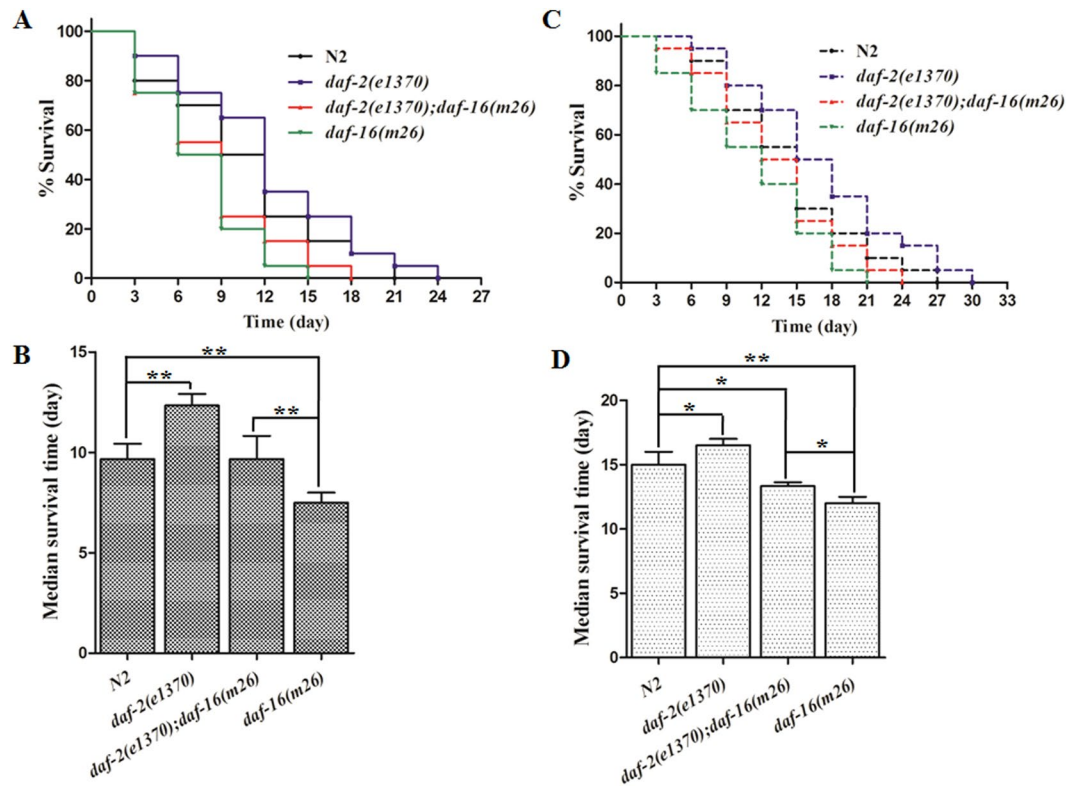 A
100
80
60
40
20
0
% Survival
N2
daf-2(e1370)
daf-2(e1370);daf-16(m26)
daf-16(m26)
0 3 6 9 12 15 18 21 24 27
Time (day)
C
100
80
60
40
20
0
% Survival
N2
daf-2(e1370)
daf-2(e1370);daf-16(m26)
daf-16(m26)
0 3 6 9 12 15 18 21 24 27 30 33
Time (day)
B
15
10
5
0
Median survival time (day)
**
**
**
N2
daf-2(e1370)
daf-2(e1370);daf-16(m26)
daf-16(m26)
D
20
15
10
5
0
Median survival time (day)
**
*
*
*
N2
daf-2(e1370)
daf-2(e1370);daf-16(m26)
daf-16(m26)